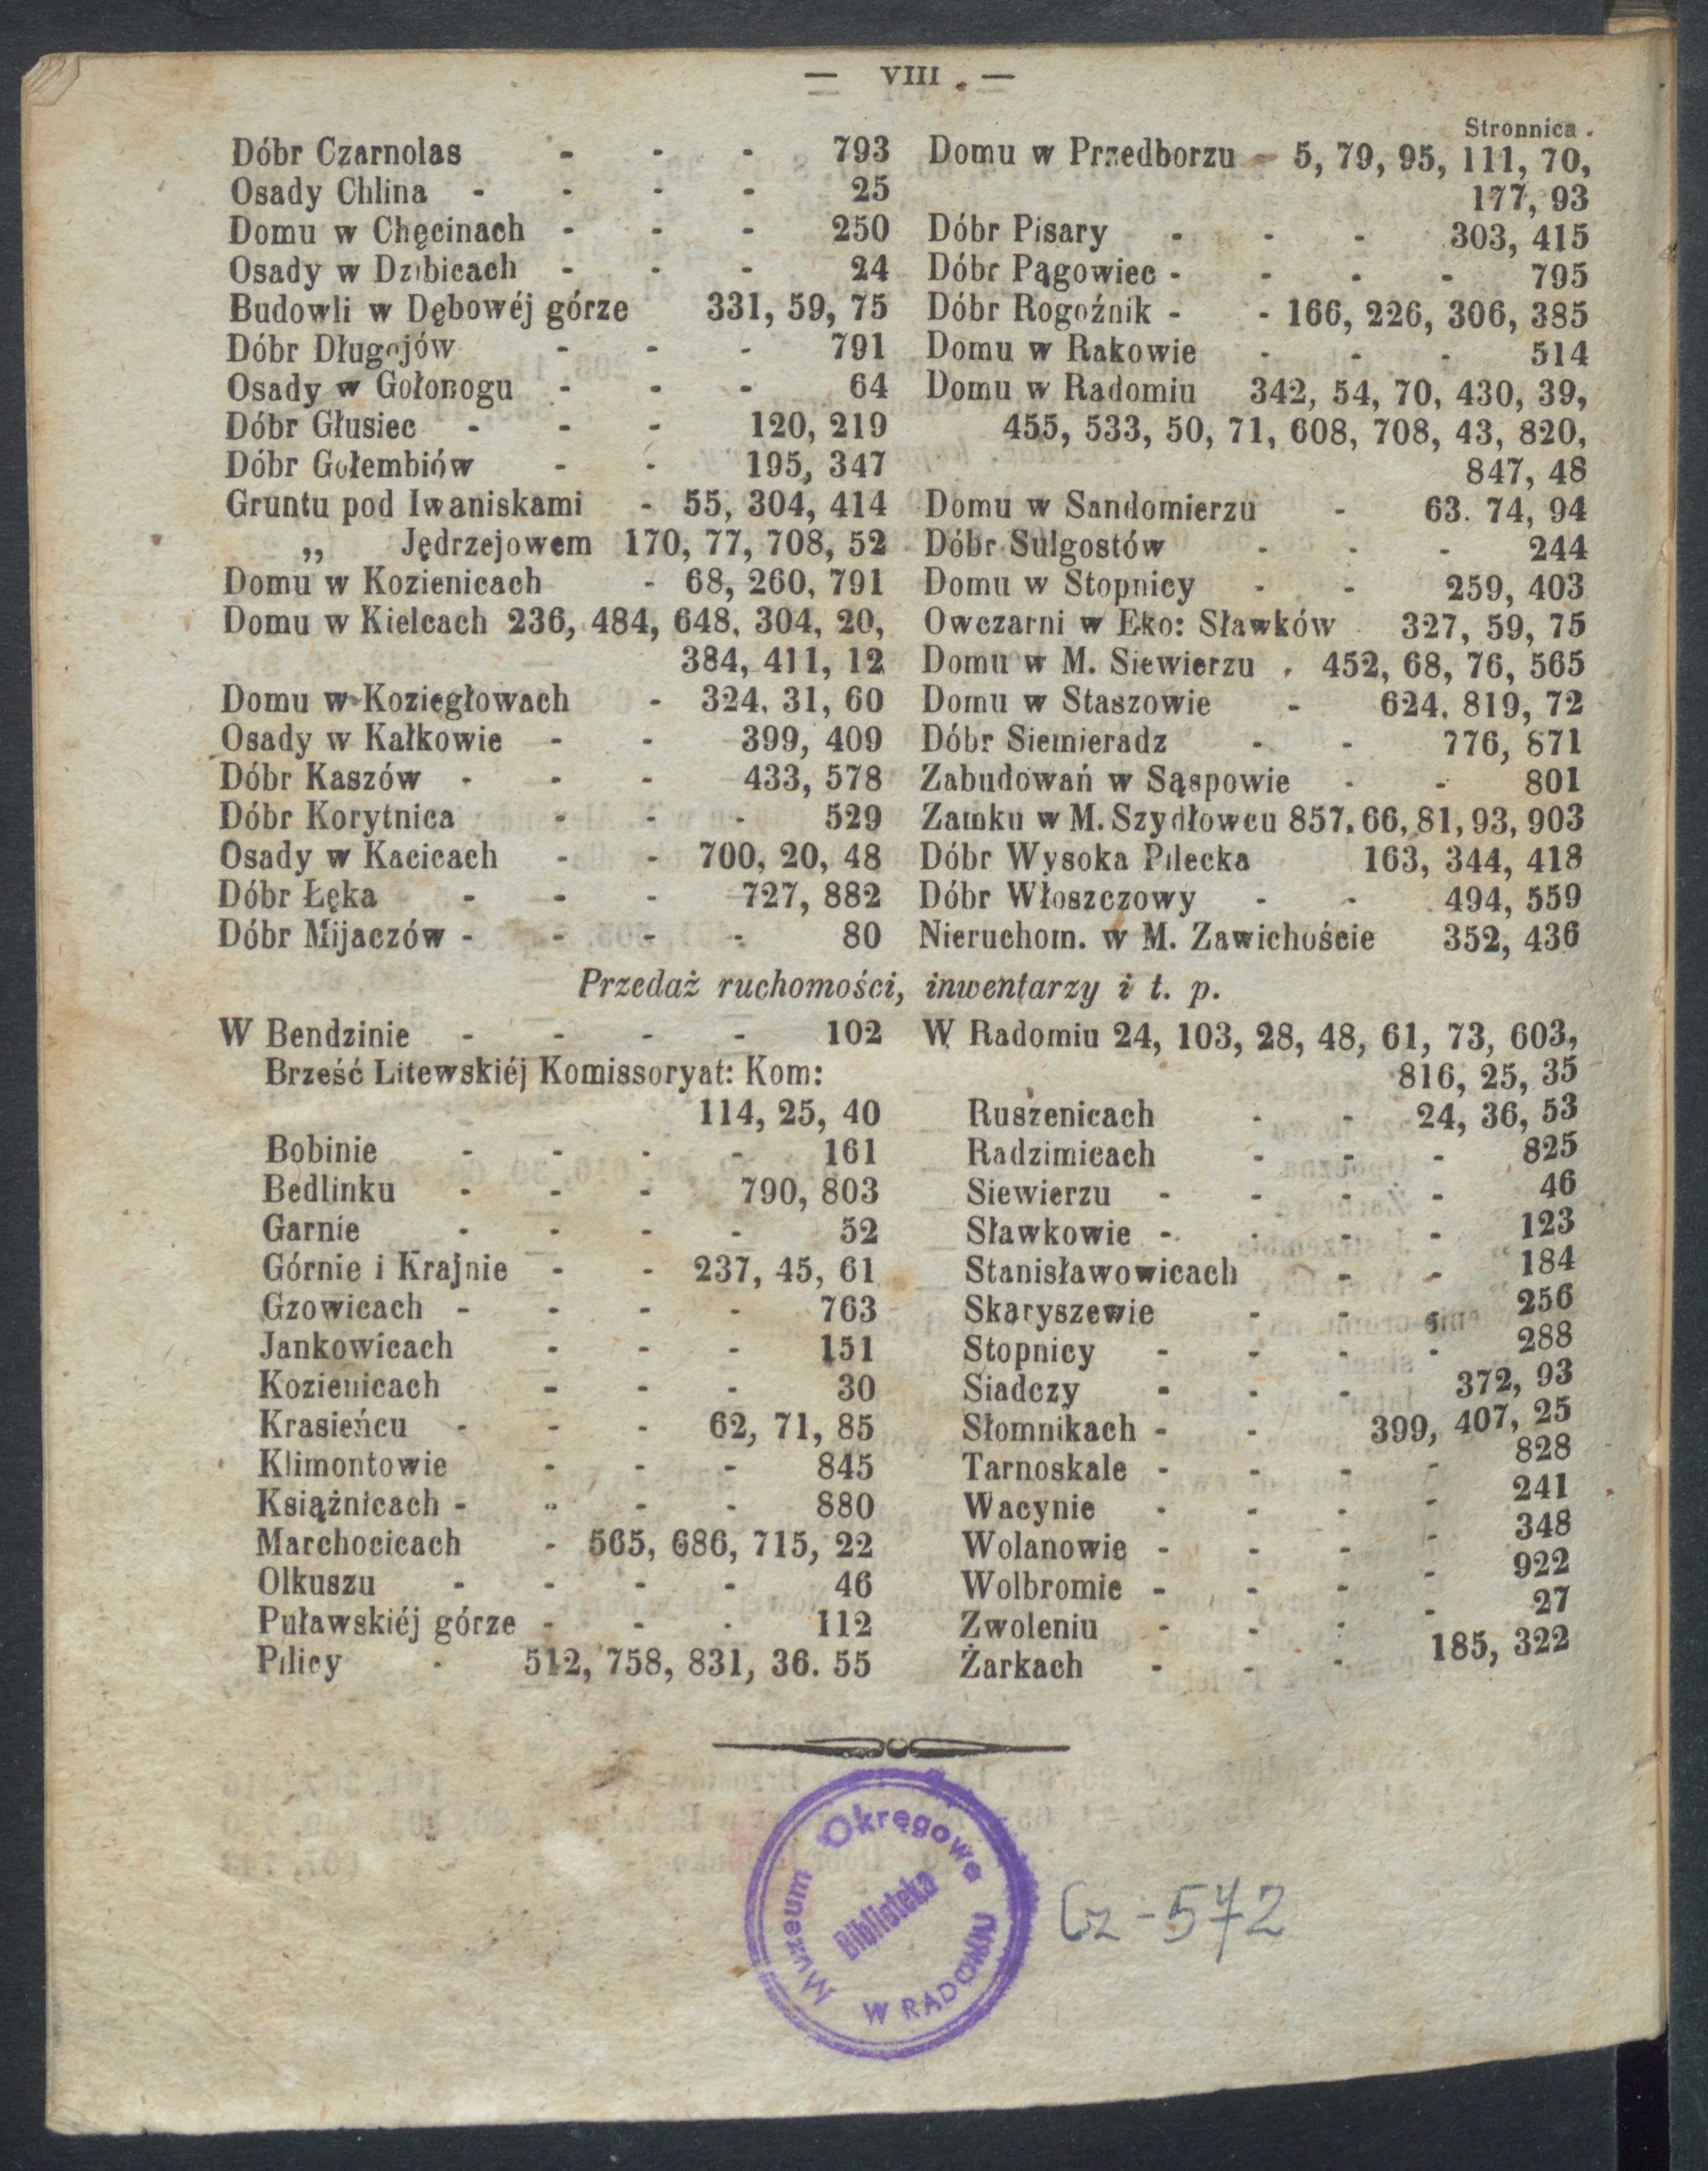 — VIII . —
Dóbr Czarnolas - - - 793
Osady Chlina - - - - 25
Domu w Chęcinach - - - 250
Osady w Dzibicach - - - 24
Budowli w Dębowéj górze 331, 59, 75
Dóbr Długojów - - - 791
Osady w Gołonogu - - - 64
Dóbr Głusiec - - - 120, 219
Dóbr Gołembiów - - 195, 347
Gruntu pod Iwaniskami - 55, 304, 414
„ Jędrzejowem 170, 77, 708, 52
Domu w Kozienicach - 68, 260, 791
Domu w Kielcach 236, 484, 648, 304, 20,
384, 411, 12
Domu w Koziegłowach - 324, 31, 60
Osady w Kałkowie - - 399, 409
Dóbr Kaszów - - - 433, 578
Dóbr Korytnica - - - 529
Osady w Kacicach - - 700, 20, 48
Dóbr Łęka - - - 727, 882
Dóbr Mijaczów - - - - 80
Stronnica.
Domu w Przedborzu - 5, 79, 95, 111, 70,
177, 93
Dóbr Pisary - - - 303, 415
Dóbr Pągowiec - - - - 795
Dóbr Rogoźnik - - 166, 226, 306, 385
Domu w Rakowie - - - 514
Domu w Radomiu 342, 54, 70, 430, 39,
455, 533, 50, 71, 608, 708, 43, 820,
847, 48
Domu w Sandomierzu - 63. 74, 94
Dóbr Sulgostów - - - 244
Domu w Stopnicy - - 259, 403
Owczarni w Eko: Sławków 327, 59, 75
Domu w M. Siewierzu . 452, 68, 76, 565
Domu w Staszowie - 624. 819, 72
Dóbr Siemieradz - - 776, 871
Zabudowań w Sąspowie - - 801
Zamku w M. Szydłowcu 857, 66, 81, 93, 903
Dóbr Wysoka Pilecka 163, 344, 418
Dóbr Włoszczowy - - 494, 559
Nieruchom. w M. Zawichoście 352, 436
Przedaż ruchomości, inwentarzy i t. p.
W Bendzinie - - - - 102
Brześć Litewskiéj Komissoryat: Kom:
114, 25, 40
Bobinie - - - - 161
Bedlinku - - - 790, 803
Garnie - - - - 52
Górnie i Krajnie - - 237, 45, 61
Gzowicach - - - - 763
Jankowicach - - - 151
Kozienicach - - - 30
Krasieńcu - - - 62, 71, 85
Klimontowie - - - 845
Książnicach - - - - 880
Marchocicach - 565, 686, 715, 22
Olkuszu - - - - 46
Puławskiéj górze - - - 112
Pilicy - 512, 758, 831, 36. 55
W Radomiu 24, 103, 28, 48, 61, 73, 603,
816, 25, 35
Ruszenicach - - 24, 36, 53
Radzimicach - - - 825
Siewierzu - - - - 46
Sławkowie - - - - 123
Stanisławowicach - - 184
Skaryszewie - - - 256
Stopnicy - - - - 288
Siadczy - - - 372, 93
Słomnikach - - 399, 407, 25
Tarnoskale - - - - 828
Wacynie - - - - 241
Wolanowie - - - - 348
Wolbromie - - - - 922
Zwoleniu - - - - 27
Żarkach - - - 185, 322
Muzeum Okręgowe
Biblioteka
W RADOMIU
Cz-572